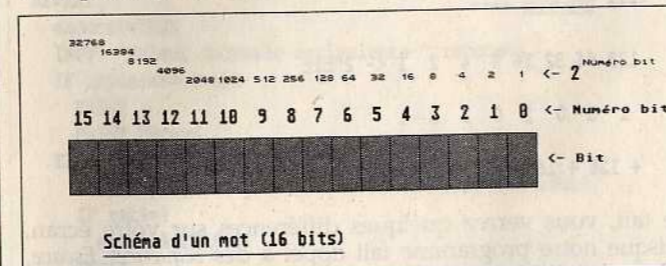 32768
16384
8192
4096
2048 1024 512 256 128 64 32 16 8 4 2 1 <- 2 Numéro bit
15 14 13 12 11 10 9 8 7 6 5 4 3 2 1 0 <- Numéro bit
<- Bit
Schéma d'un mot (16 bits)